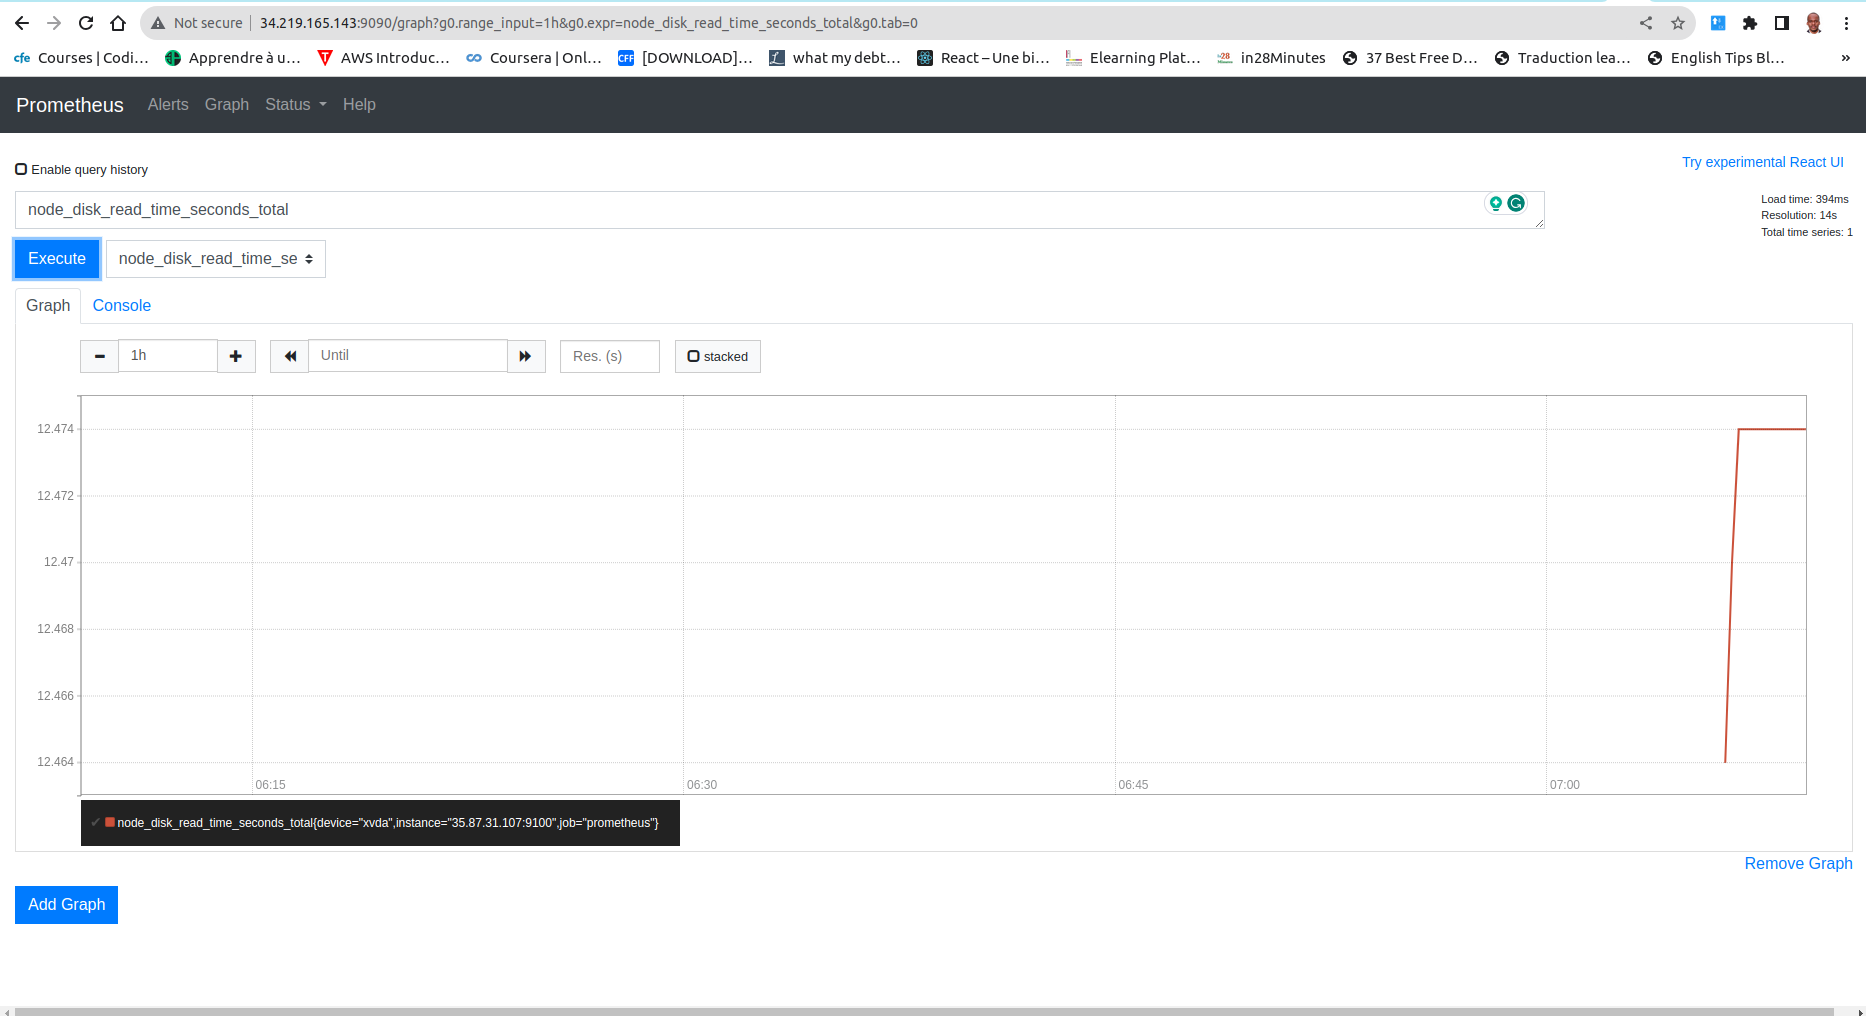 Not secure 34.219.165.143:9090/graph?g0.range_input=1h&g0.expr=node_disk_read_time_seconds_total&g0.tab=0
cfe Courses | Codi... Apprendre à u... AWS Introduc... Coursera | Onl... CFF [DOWNLOAD]... what my debt... React – Une bi... Elearning Plat... in28Minutes 37 Best Free D... Traduction lea... English Tips Bl... »
Prometheus Alerts Graph Status Help
Enable query history
Try experimental React UI
node_disk_read_time_seconds_total
Load time: 394ms
Resolution: 14s
Total time series: 1
Execute node_disk_read_time_se
Graph Console
1h Until Res. (s) stacked
12.474
12.472
12.47
12.468
12.466
12.464
06:15 06:30 06:45 07:00
✔ node_disk_read_time_seconds_total{device="xvda",instance="35.87.31.107:9100",job="prometheus"}
Remove Graph
Add Graph